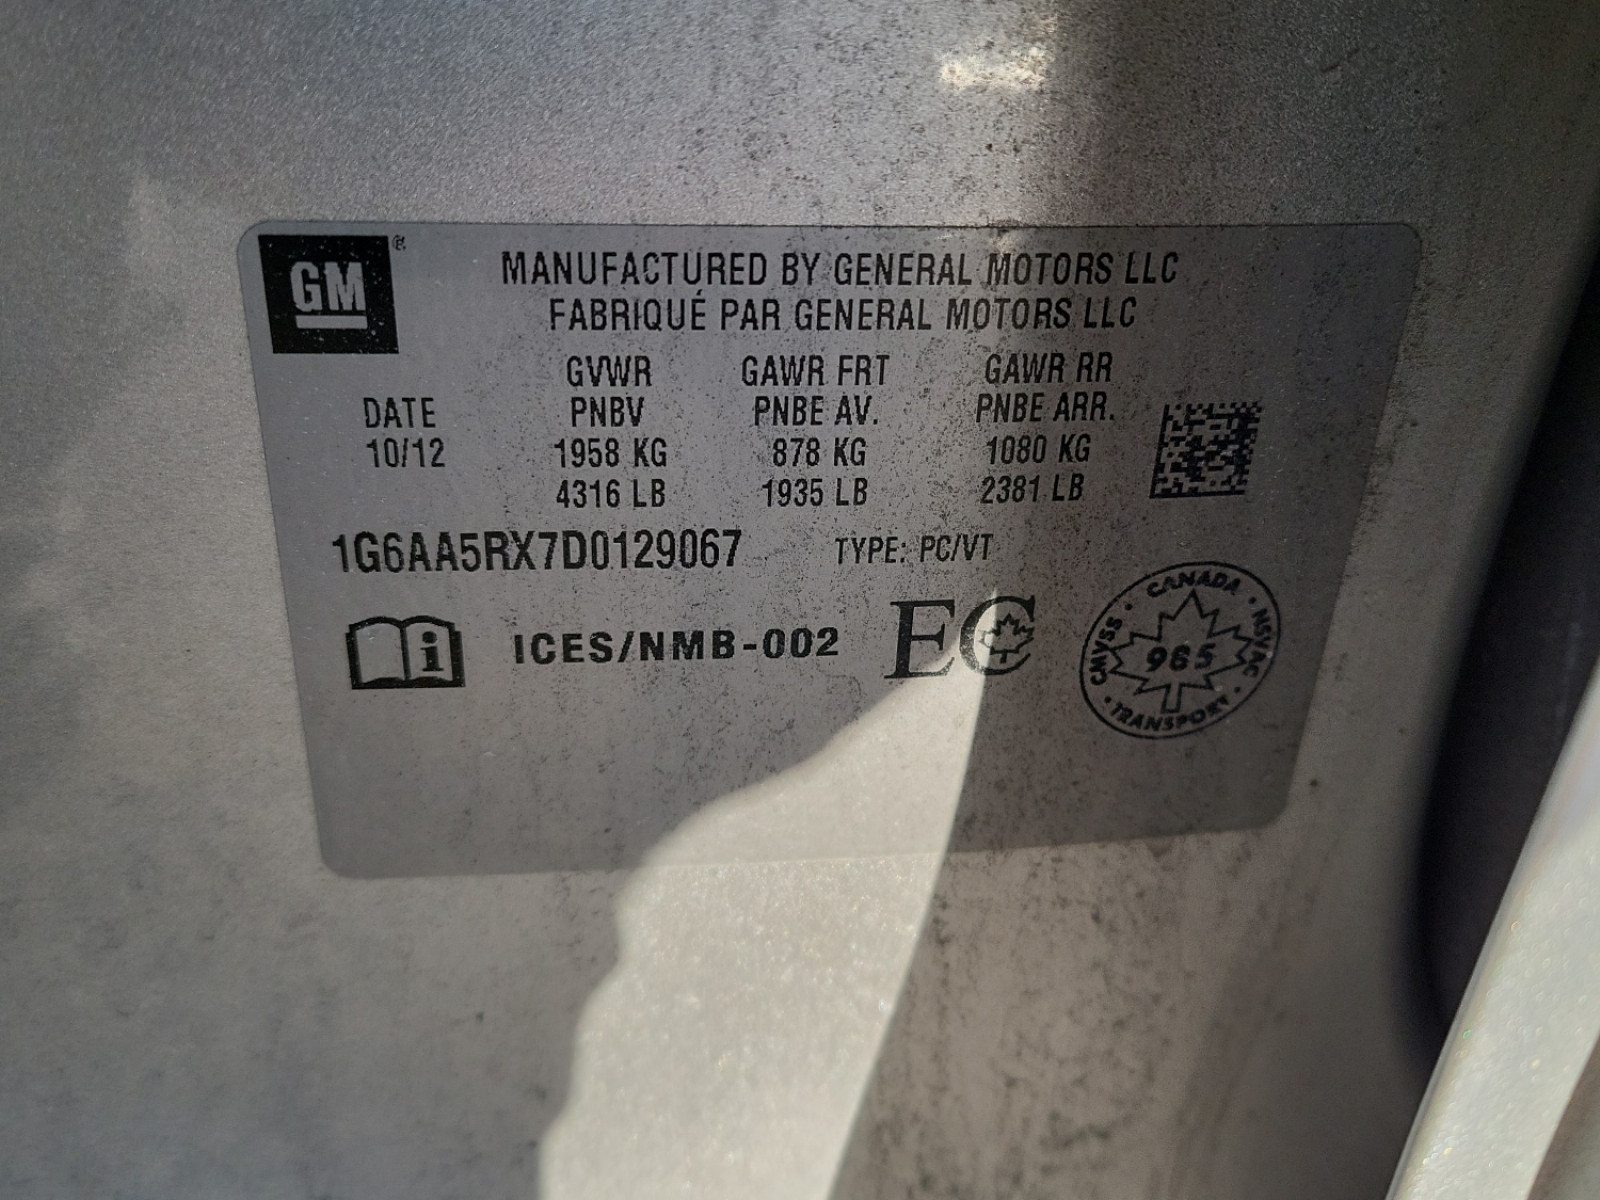 GM®
MANUFACTURED BY GENERAL MOTORS LLC
FABRIQUÉ PAR GENERAL MOTORS LLC
GVWR GAWR FRT GAWR RR
DATE PNBV PNBE AV. PNBE ARR.
10/12 1958 KG 878 KG 1080 KG
4316 LB 1935 LB 2381 LB
1G6AA5RX7D0129067 TYPE: PC/VT
i ICES/NMB-002 EC
CANADA
CMVSS 965 NSVAC
TRANSPORT